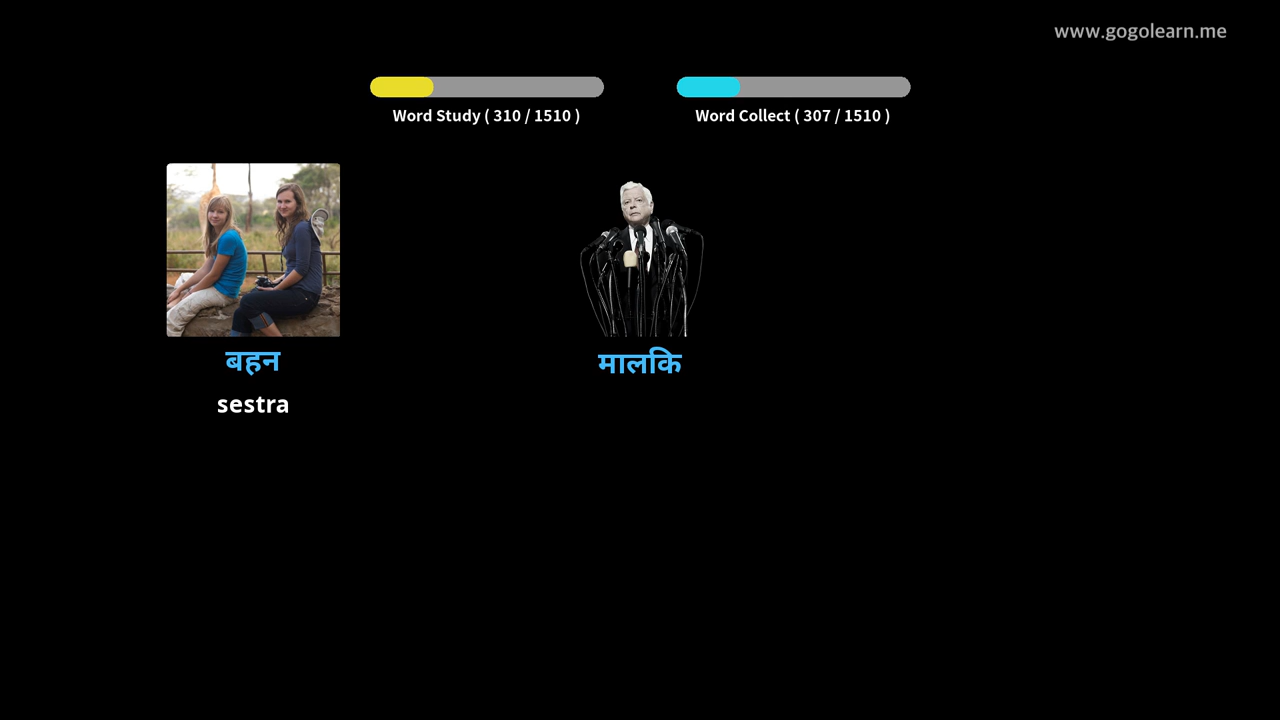 www.gogolearn.me
Word Study ( 310 / 1510 )
Word Collect ( 307 / 1510 )
बहन
मालकि
sestra